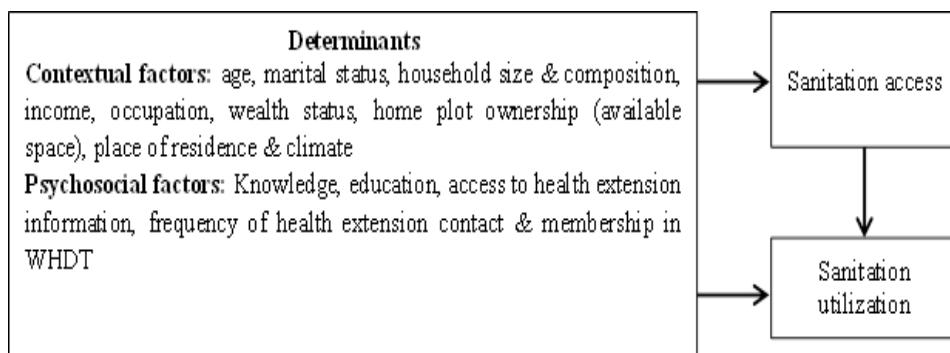 Determinants
Contextual factors: age, marital status, household size & composition,
income, occupation, wealth status, home plot ownership (available
space), place of residence & climate
Psychosocial factors: Knowledge, education, access to health extension
information, frequency of health extension contact & membership in
WHDT
Sanitation access
Sanitation
utilization